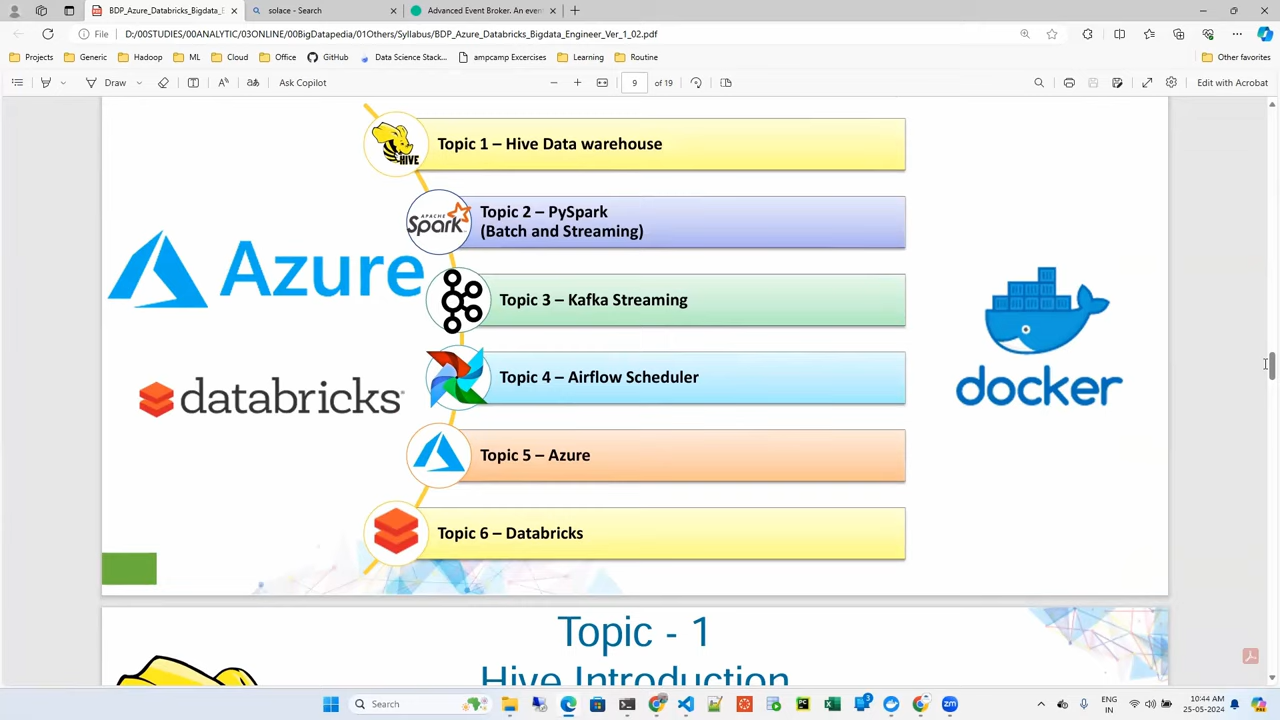 BDP_Azure_Databricks_Bigdata_E
solace - Search
Advanced Event Broker. An event
File
D:/00STUDIES/00ANALYTIC/03ONLINE/00BigDatapedia/01Others/Syllabus/BDP_Azure_Databricks_Bigdata_Engineer_Ver_1_02.pdf
Projects
Generic
Hadoop
ML
Cloud
Office
GitHub
Data Science Stack...
ampcamp Excercises
Learning
Routine
Other favorites
Draw
Ask Copilot
9 of 19
Edit with Acrobat
HIVE
Topic 1 – Hive Data warehouse
APACHE
Spark
Topic 2 – PySpark
(Batch and Streaming)
Azure
Topic 3 – Kafka Streaming
databricks
Topic 4 – Airflow Scheduler
docker
Topic 5 – Azure
Topic 6 – Databricks
Topic - 1
Hive Introduction
Search
ENG
IN
10:44 AM
25-05-2024